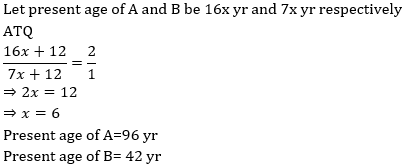 Let present age of A and B be 16x yr and 7x yr respectively
ATQ
16𝑥 + 12
7𝑥 + 12 = 2
1
⇒ 2𝑥 = 12
⇒ 𝑥 = 6
Present age of A=96 yr
Present age of B= 42 yr